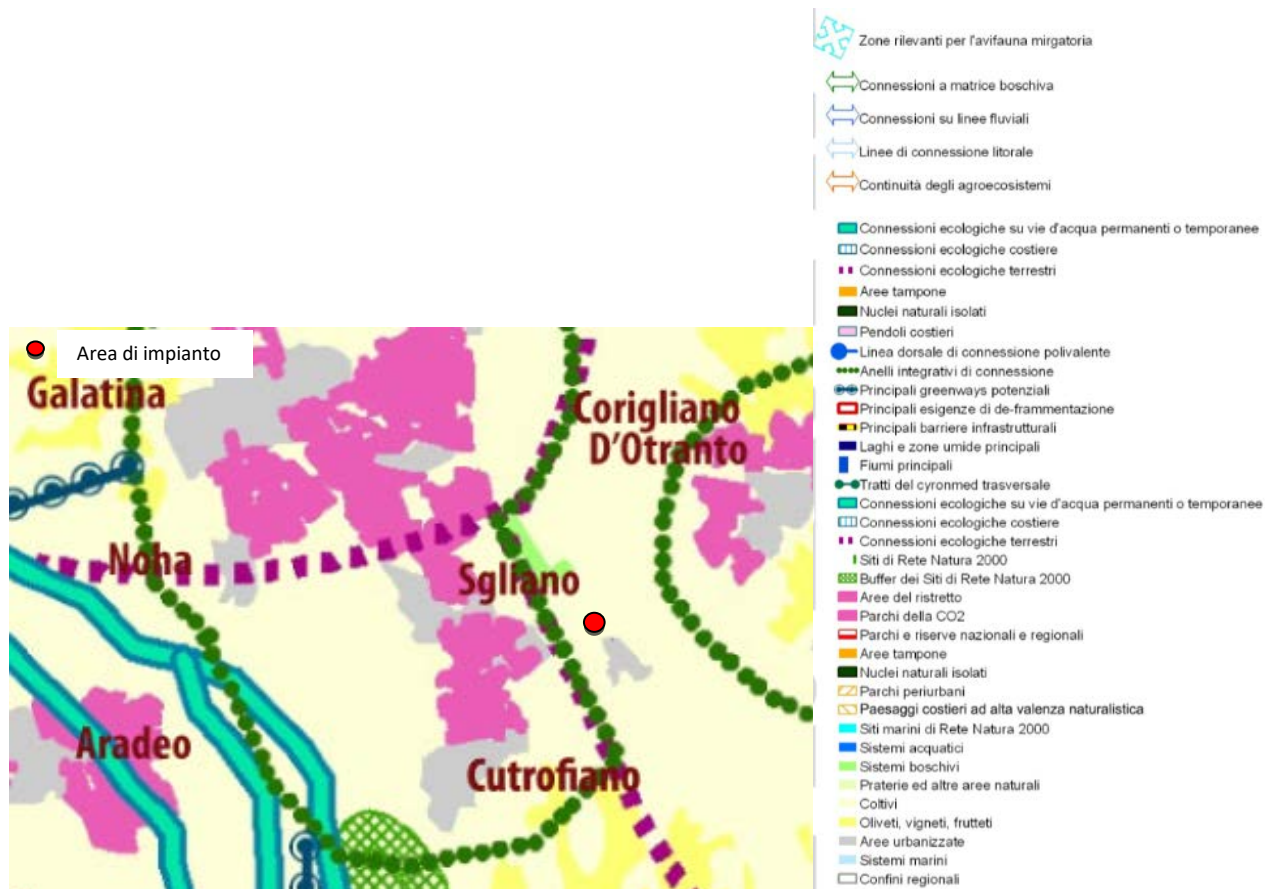 Zone rilevanti per l'avifauna mirgatoria
Connessioni a matrice boschiva
Connessioni su linee fluviali
Linee di connessione litorale
Continuità degli agroecosistemi
Connessioni ecologiche su vie d'acqua permanenti o temporanee
Connessioni ecologiche costiere
Connessioni ecologiche terrestri
Aree tampone
Nuclei naturali isolati
Pendoli costieri
Linea dorsale di connessione polivalente
Anelli integrativi di connessione
Principali greenways potenziali
Principali esigenze di de-frammentazione
Principali barriere infrastrutturali
Laghi e zone umide principali
Fiumi principali
Tratti del cyronmed trasversale
Connessioni ecologiche su vie d'acqua permanenti o temporanee
Connessioni ecologiche costiere
Connessioni ecologiche terrestri
Siti di Rete Natura 2000
Buffer dei Siti di Rete Natura 2000
Aree del ristretto
Parchi della CO2
Parchi e riserve nazionali e regionali
Aree tampone
Nuclei naturali isolati
Parchi periurbani
Paesaggi costieri ad alta valenza naturalistica
Siti marini di Rete Natura 2000
Sistemi acquatici
Sistemi boschivi
Praterie ed altre aree naturali
Coltivi
Oliveti, vigneti, frutteti
Aree urbanizzate
Sistemi marini
Confini regionali
Area di impianto
Galatina
Corigliano
D'Otranto
Noha
Sgliano
Aradeo
Cutrofiano